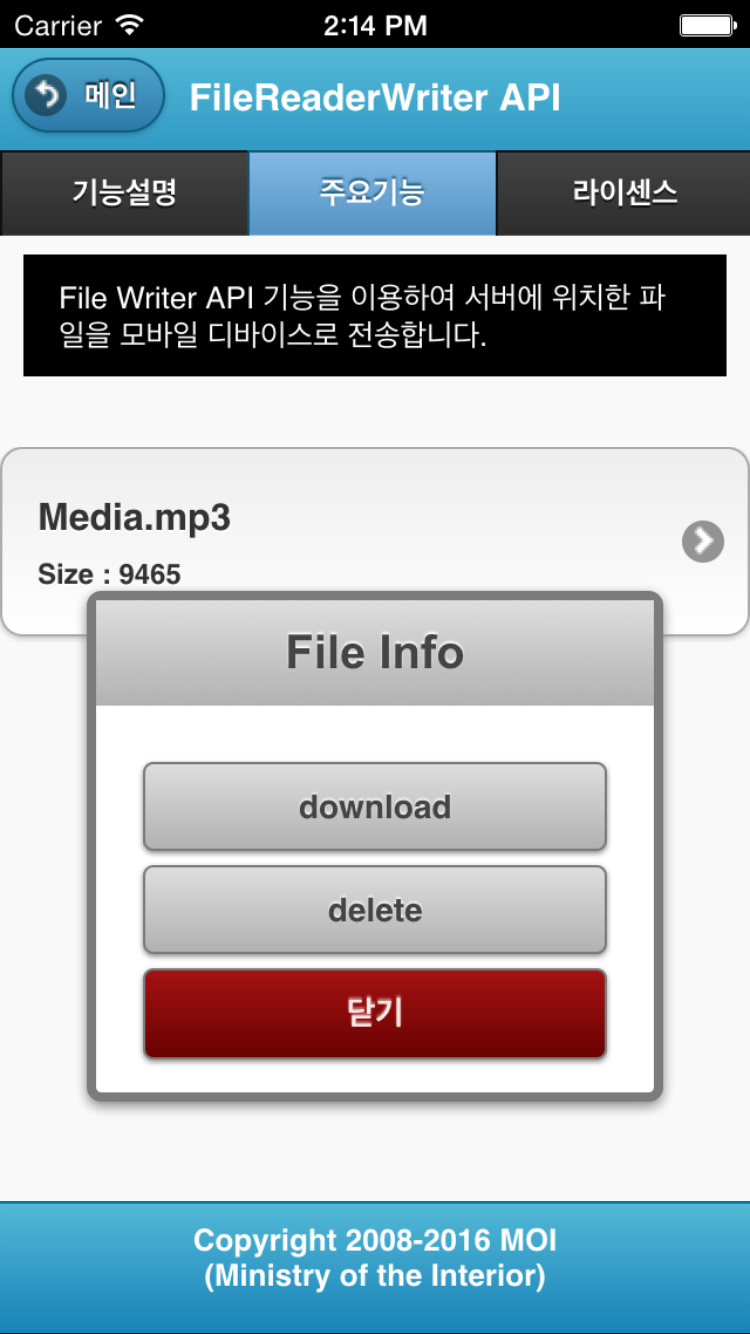 Carrier 2:14 PM
메인 FileReaderWriter API
기능설명 주요기능 라이센스
File Writer API 기능을 이용하여 서버에 위치한 파
일을 모바일 디바이스로 전송합니다.
Media.mp3
Size : 9465
File Info
download
delete
닫기
Copyright 2008-2016 MOI
(Ministry of the Interior)